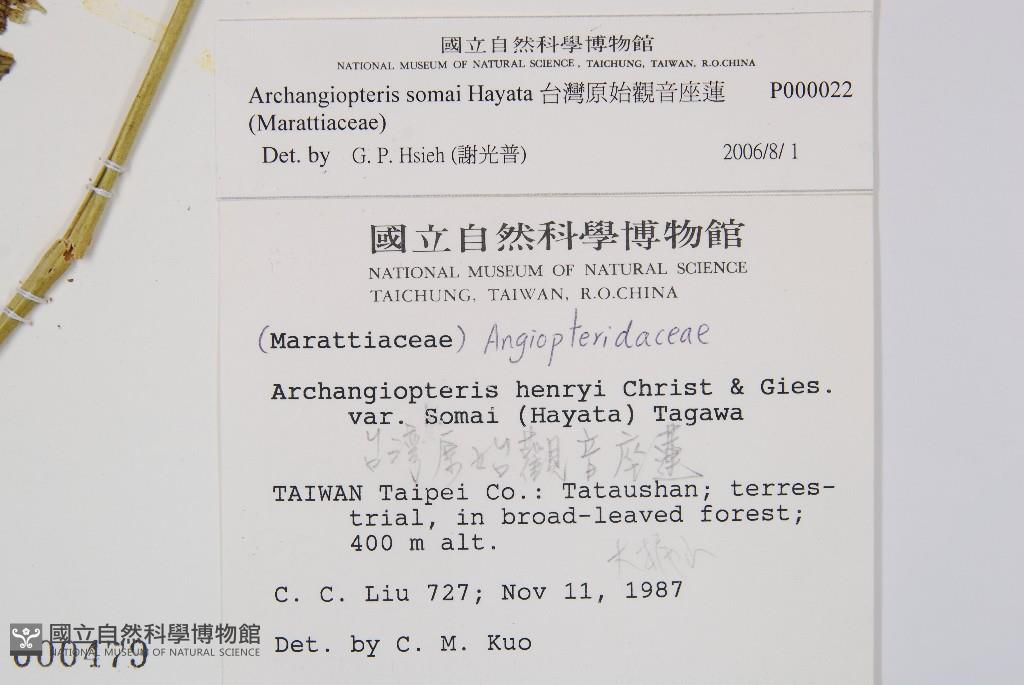 國立自然科學博物館
NATIONAL MUSEUM OF NATURAL SCIENCE, TAICHUNG, TAIWAN, R.O.CHINA
Archangiopteris somai Hayata 台灣原始觀音座蓮 P000022
(Marattiaceae)
Det. by G. P. Hsieh (謝光普) 2006/8/ 1
國立自然科學博物館
NATIONAL MUSEUM OF NATURAL SCIENCE
TAICHUNG, TAIWAN, R.O.CHINA
(Marattiaceae) Angiopteridaceae
Archangiopteris henryi Christ & Gies.
var. Somai (Hayata) Tagawa
台灣原始觀音座蓮
TAIWAN Taipei Co.: Tataushan; terres-
trial, in broad-leaved forest;
400 m alt.
C. C. Liu 727; Nov 11, 1987
Det. by C. M. Kuo
國立自然科學博物館
NATIONAL MUSEUM OF NATURAL SCIENCE
000479